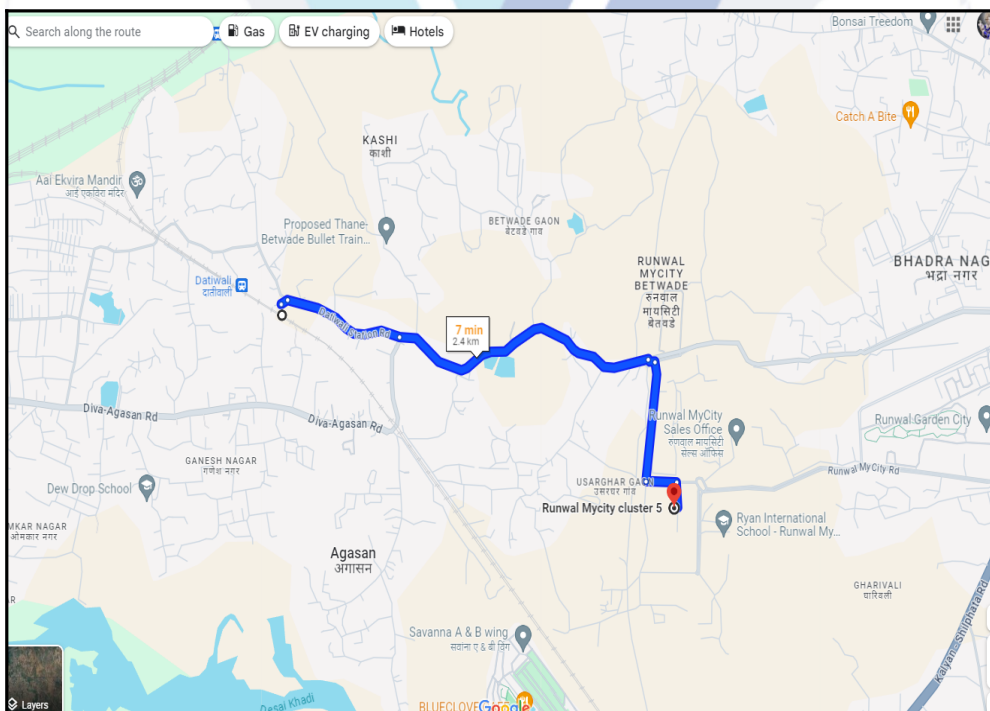 Search along the route
Gas
EV charging
Hotels
Bonsai Treedom
Catch A Bite
KASHI
काशी
Aai Ekvira Mandir
आई एकविरा मंदिर
Proposed Thane-
Betwade Bullet Train...
BETWADE GAON
बेटवडे गाव
RUNWAL
MYCITY
BETWADE
रुनवाल
मायसिटी
बेतवडे
BHADRA NAG
भद्रा नगर
Datiwali
दातीवाली
Datiwali Station Rd
7 min
2.4 km
Diva-Agasan Rd
Diva-Agasan Rd
Runwal MyCity
Sales Office
रुणवाल मायसिटी
सेल्स ऑफिस
Runwal Garden City
GANESH NAGAR
गणेश नगर
Runwal MyCity Rd
Dew Drop School
USARGHAR GAON
उसरघर गांव
Runwal Mycity cluster 5
Ryan International
School - Runwal My...
MKAR NAGAR
ओमकार नगर
Agasan
अगासन
GHARIVALI
घारिवली
Kalyan - Shilphata Rd
Savanna A & B wing
सवाना ए & बी विंग
Layers
Desai Khadi
Google